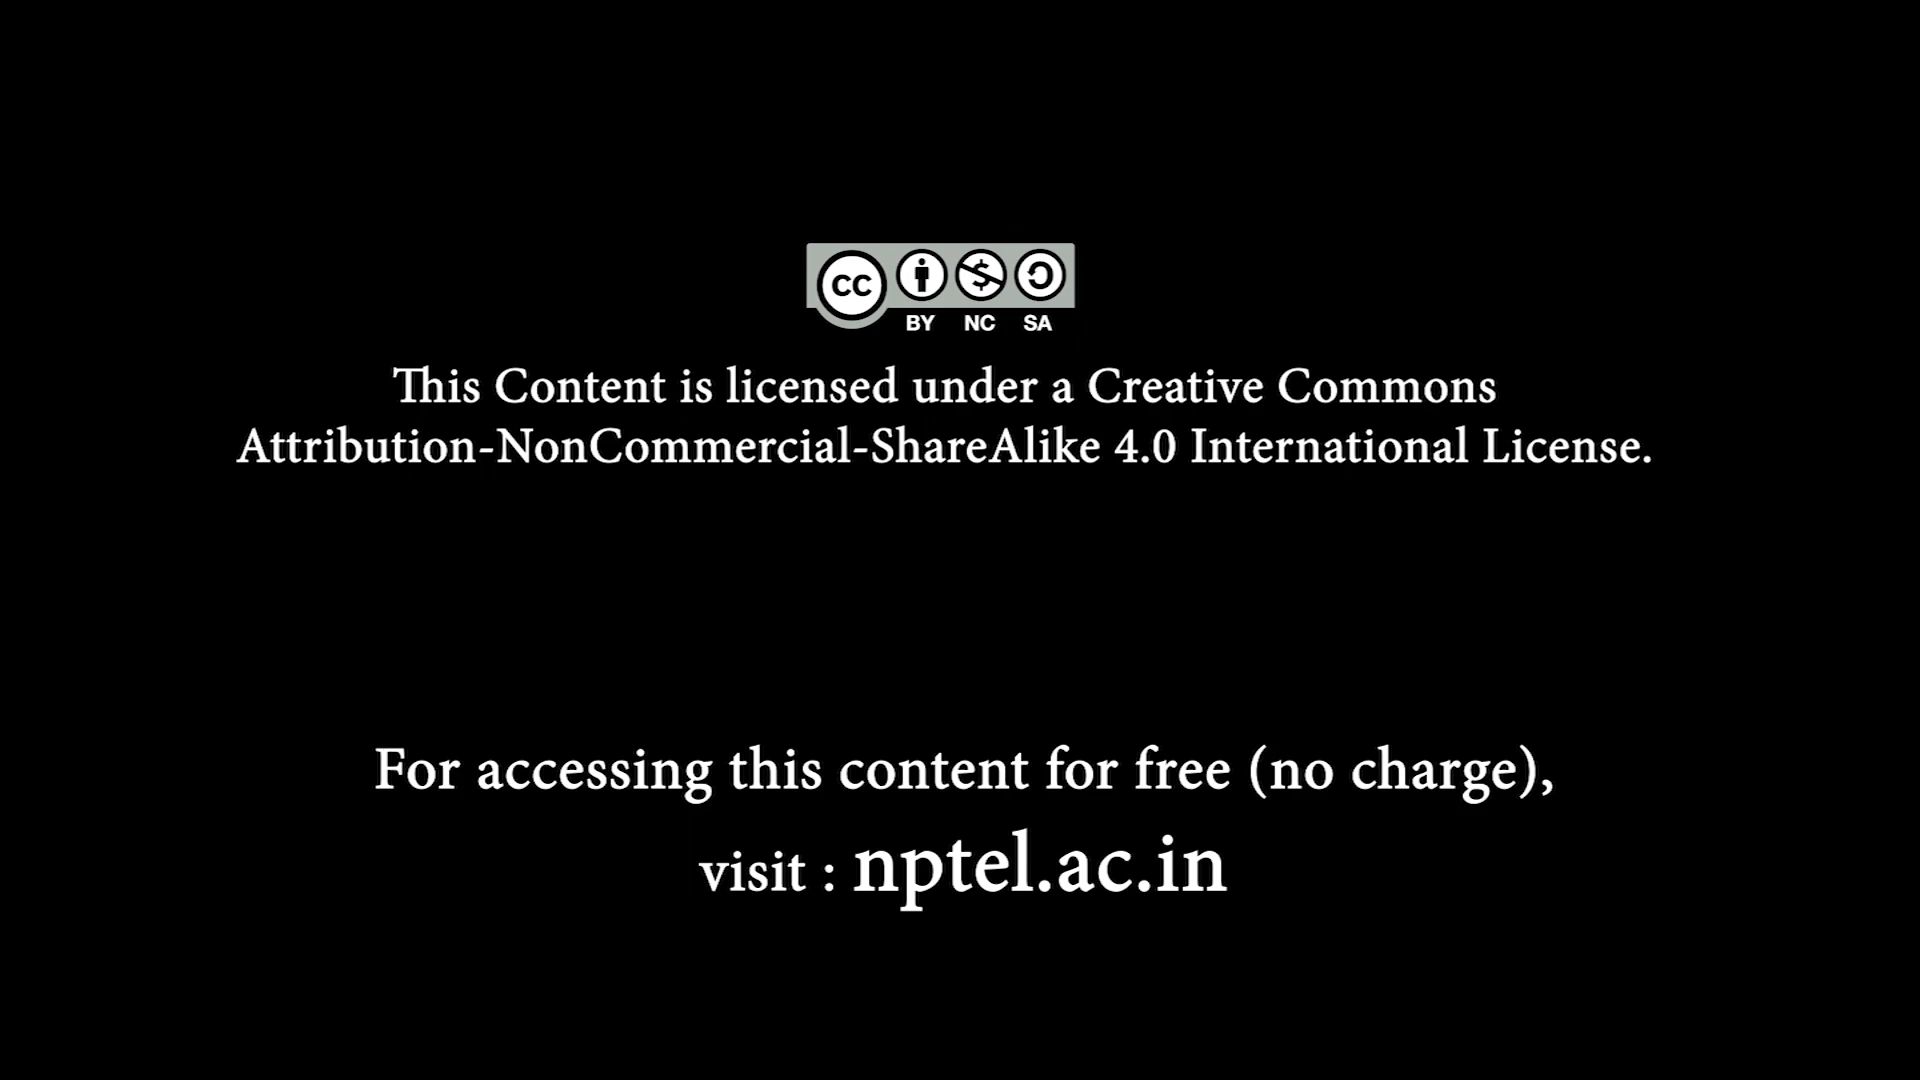 CC BY NC SA
This Content is licensed under a Creative Commons
Attribution-NonCommercial-ShareAlike 4.0 International License.
For accessing this content for free (no charge),
visit : nptel.ac.in